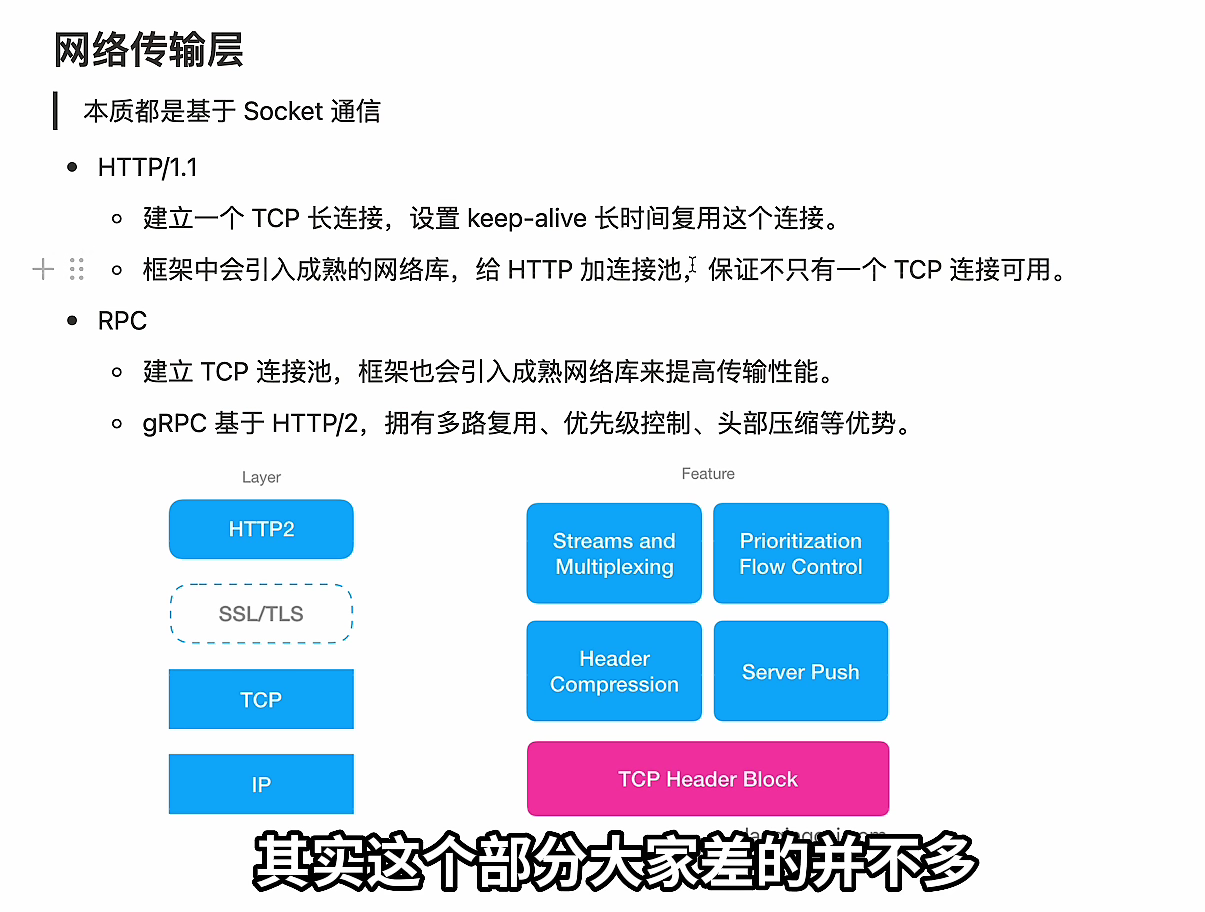 网络传输层
本质都是基于 Socket 通信
HTTP/1.1
建立一个 TCP 长连接，设置 keep-alive 长时间复用这个连接。
框架中会引入成熟的网络库，给 HTTP 加连接池，保证不只有一个 TCP 连接可用。
RPC
建立 TCP 连接池，框架也会引入成熟网络库来提高传输性能。
gRPC 基于 HTTP/2，拥有多路复用、优先级控制、头部压缩等优势。
Layer
HTTP2
SSL/TLS
TCP
IP
Feature
Streams and
Multiplexing
Prioritization
Flow Control
Header
Compression
Server Push
TCP Header Block
其实这个部分大家差的并不多